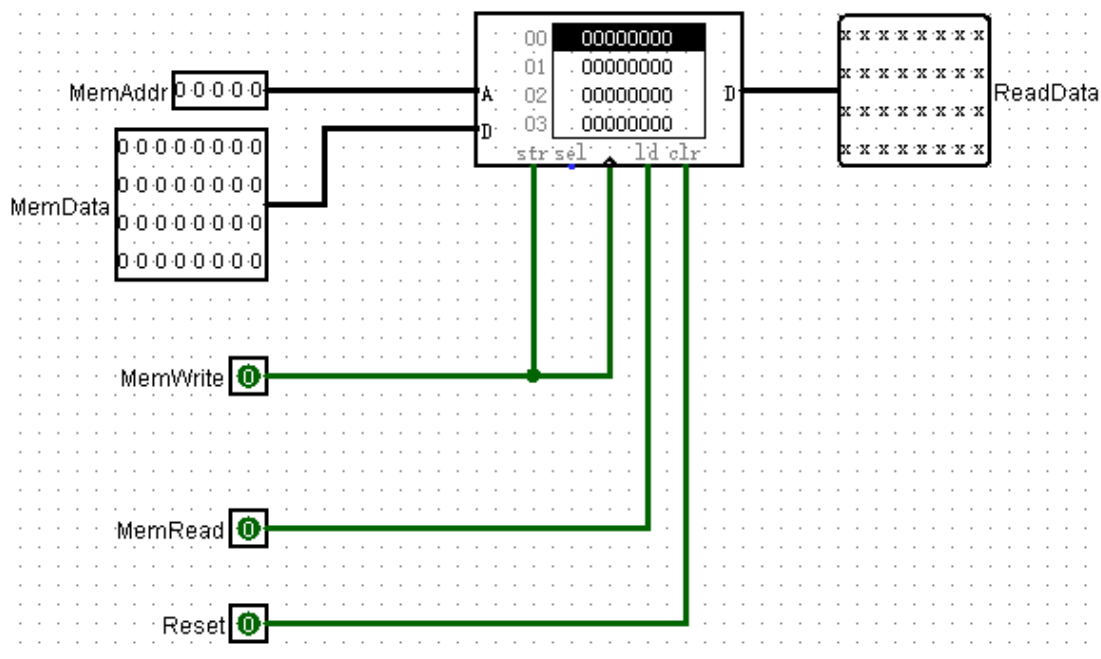 00 00000000
01 00000000
02 00000000
03 00000000
A
D
D
str sel ld clr
MemAddr 0 0 0 0 0
MemData
0 0 0 0 0 0 0 0
0 0 0 0 0 0 0 0
0 0 0 0 0 0 0 0
0 0 0 0 0 0 0 0
x x x x x x x x
x x x x x x x x
x x x x x x x x
x x x x x x x x
ReadData
MemWrite 0
MemRead 0
Reset 0